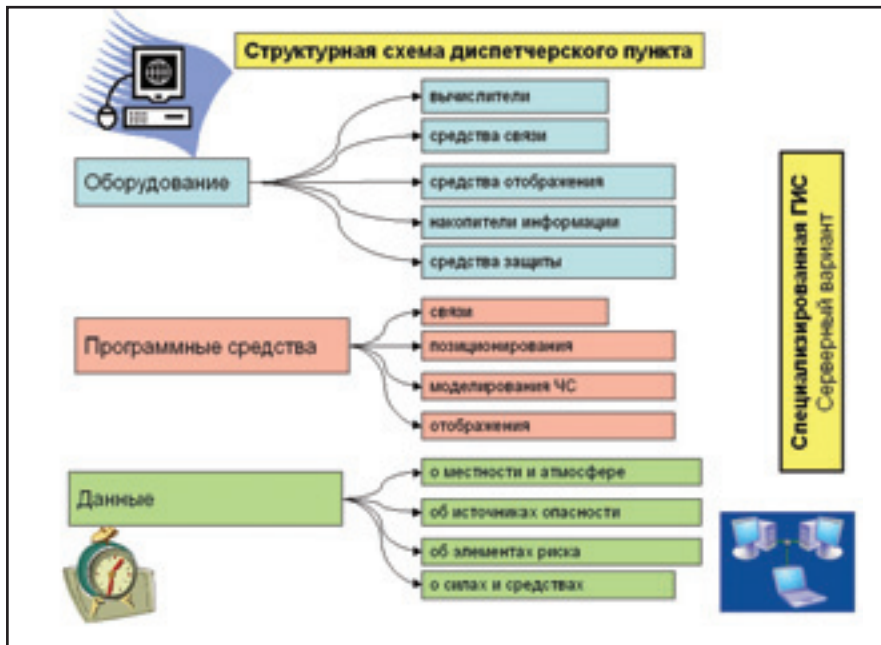 Структурная схема диспетчерского пункта
Оборудование
вычислители
средства связи
средства отображения
накопители информации
средства защиты
Программные средства
связи
позиционирования
моделирования ЧС
отображения
Данные
о местности и атмосфере
об источниках опасности
об элементах риска
о силах и средствах
Специализированная ГИС
Серверный вариант